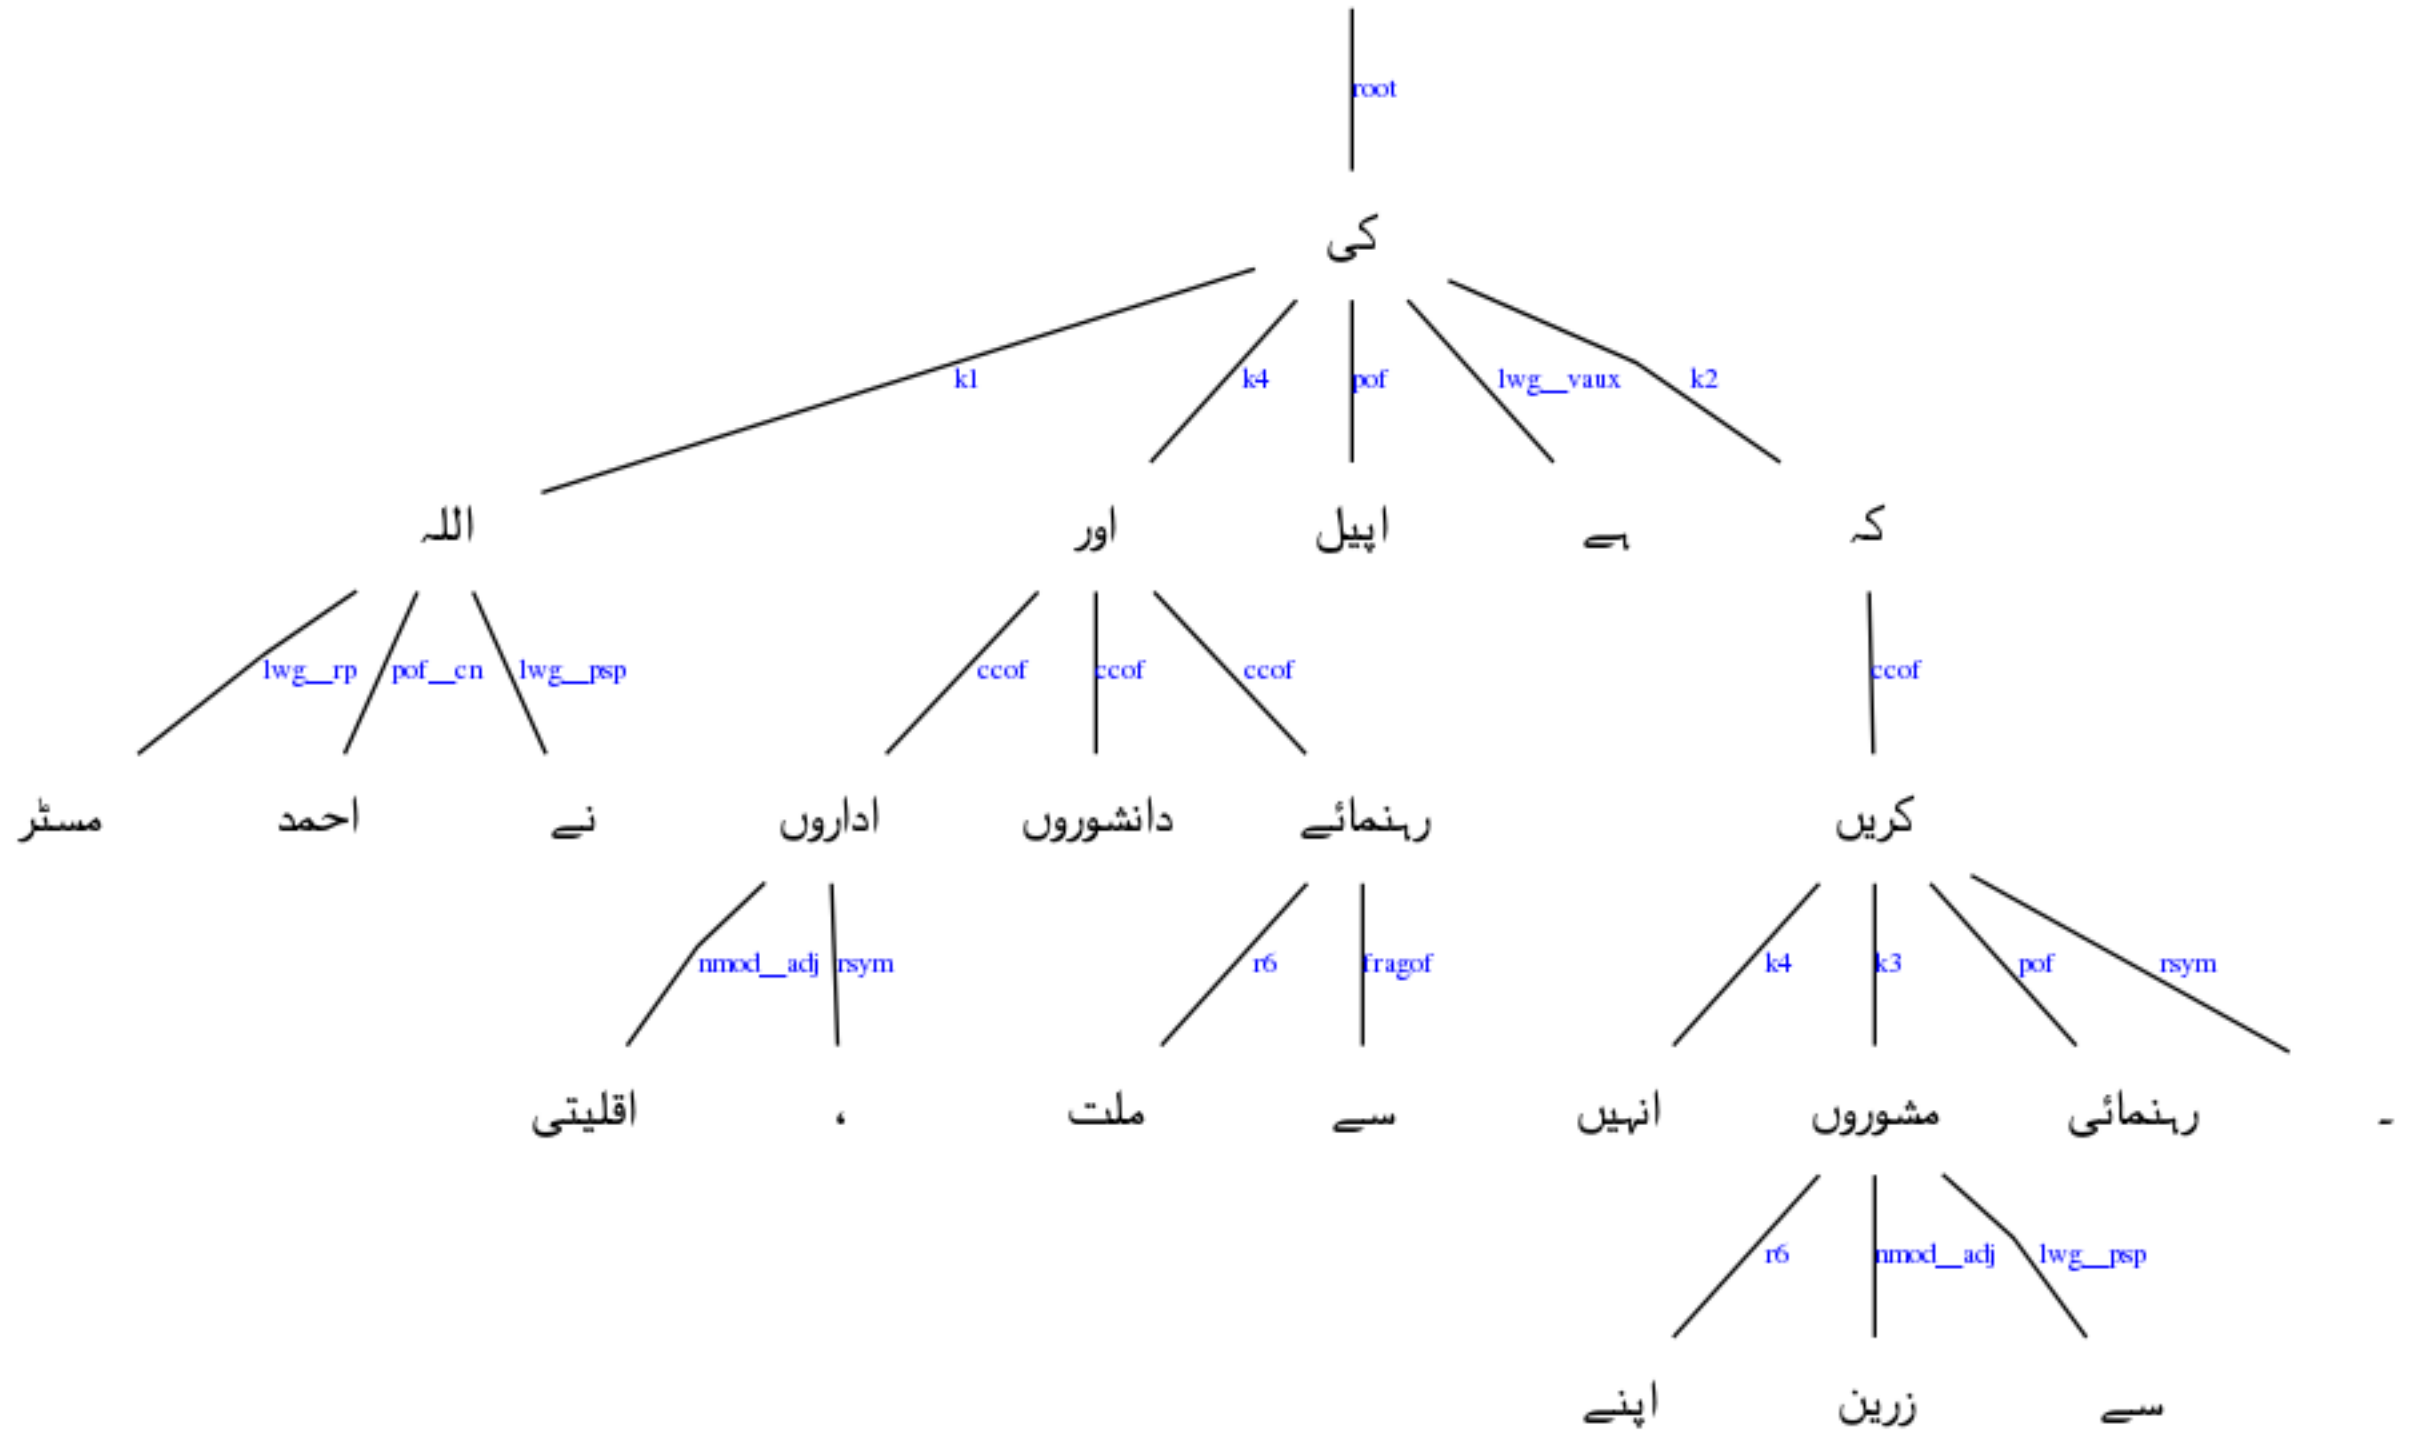 root
کی
k1 k4 pof lwg__vaux k2
اللہ اور اپیل ہے کہ
lwg__rp pof__cn lwg__psp ccof ccof ccof ccof
مسٹر احمد نے اداروں دانشوروں رہنمائے کریں
nmod__adj rsym r6 fragof k4 k3 pof rsym
اقلیتی ، ملت سے انہیں مشوروں رہنمائی ۔
r6 nmod__adj lwg__psp
اپنے زرین سے